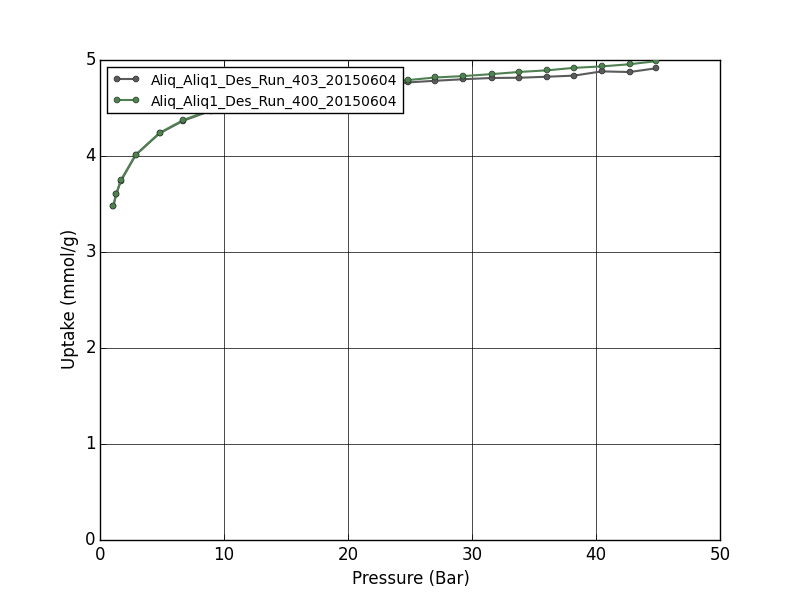 Aliq_Aliq1_Des_Run_403_20150604
Aliq_Aliq1_Des_Run_400_20150604
5
4
3
2
1
0
Uptake (mmol/g)
0 10 20 30 40 50
Pressure (Bar)